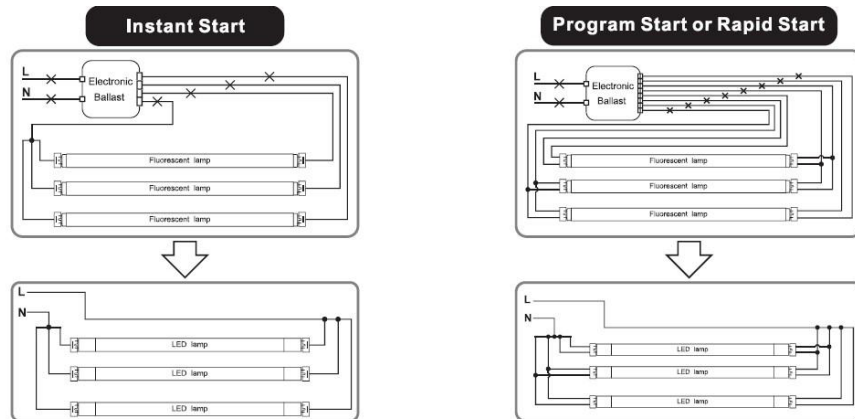 Instant Start
L
N
Electronic
Ballast
Fluorescent lamp
Fluorescent lamp
Fluorescent lamp
L
N
LED lamp
LED lamp
LED lamp
Program Start or Rapid Start
L
N
Electronic
Ballast
Fluorescent lamp
Fluorescent lamp
Fluorescent lamp
L
N
LED lamp
LED lamp
LED lamp